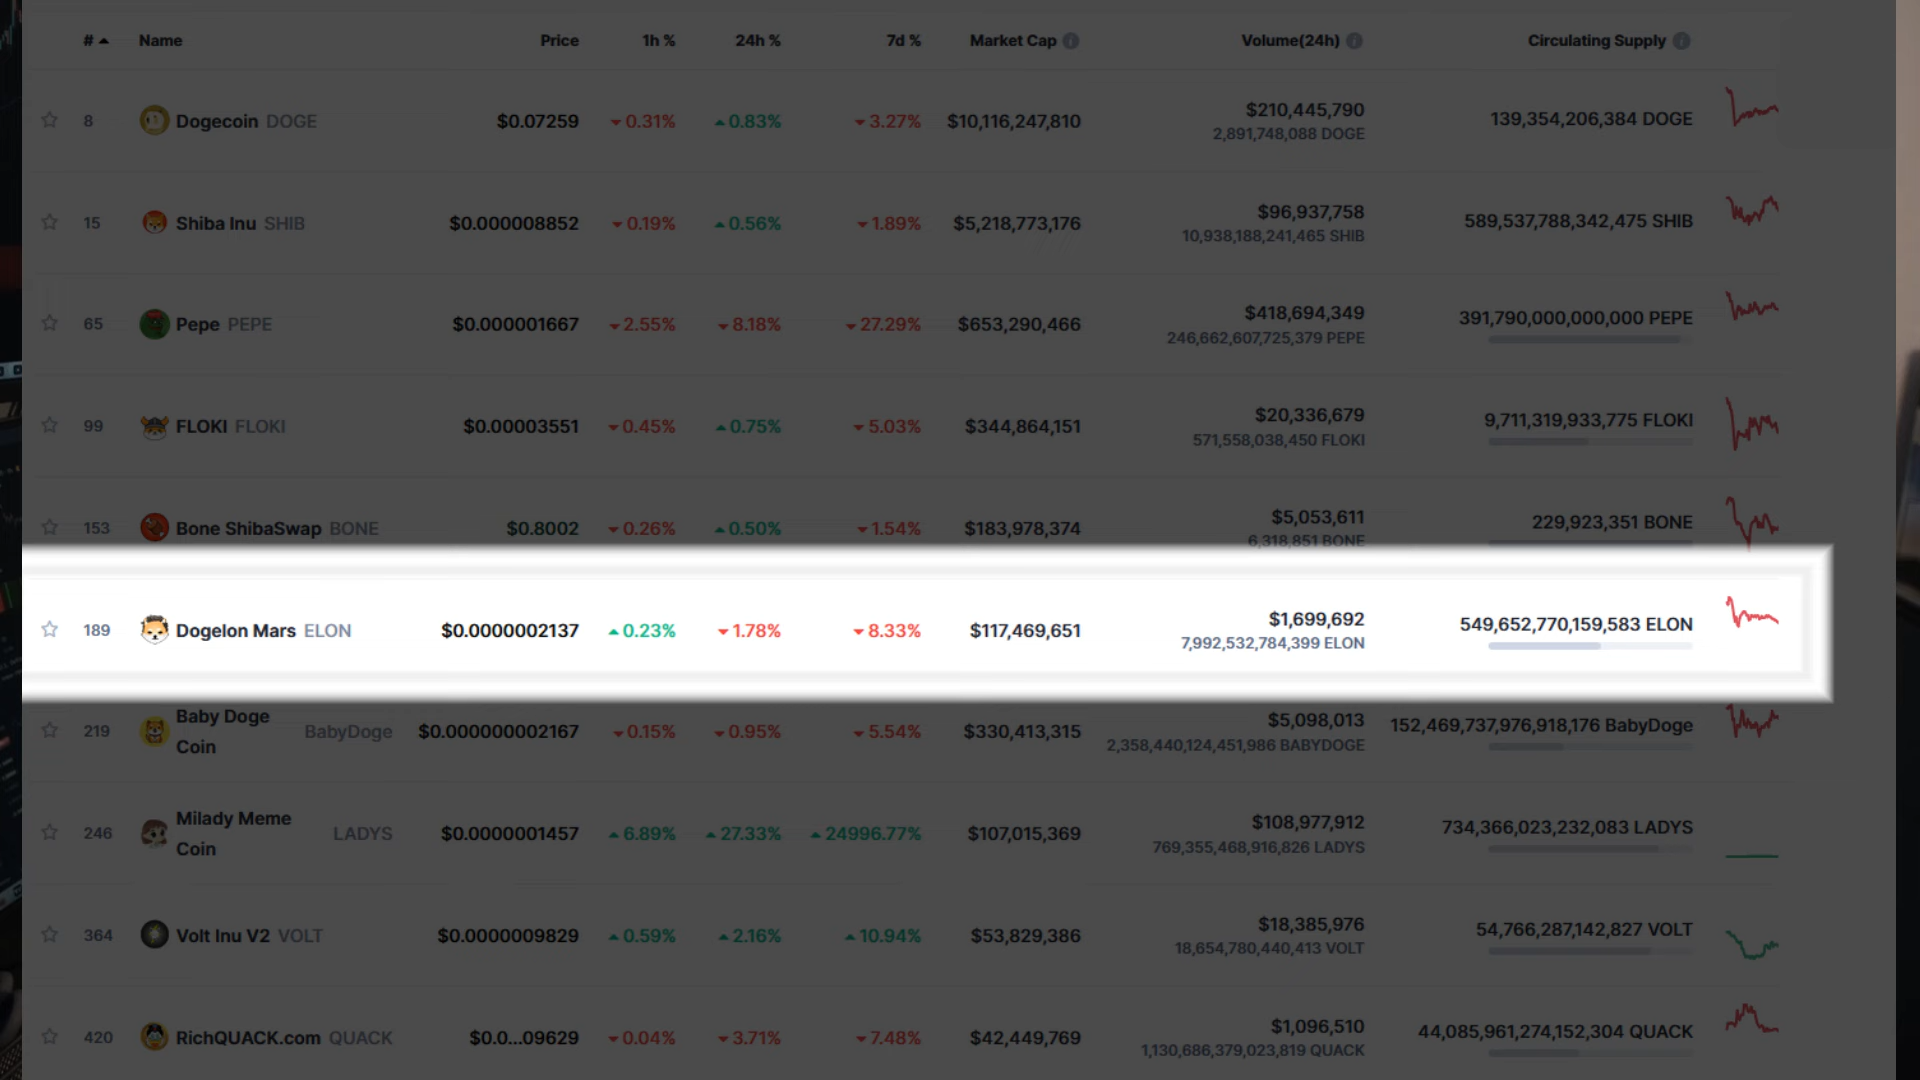 # Name Price 1h % 24h % 7d % Market Cap Volume(24h) Circulating Supply
8 Dogecoin DOGE $0.07259 0.31% 0.83% 3.27% $10,116,247,810 $210,445,790 139,354,206,384 DOGE
2,891,748,088 DOGE
15 Shiba Inu SHIB $0.000008852 0.19% 0.56% 1.89% $5,218,773,176 $96,937,758 589,537,788,342,475 SHIB
10,938,188,241,465 SHIB
65 Pepe PEPE $0.000001667 2.55% 8.18% 27.29% $653,290,466 $418,694,349 391,790,000,000,000 PEPE
246,662,607,725,379 PEPE
99 FLOKI FLOKI $0.00003551 0.45% 0.75% 5.03% $344,864,151 $20,336,679 9,711,319,933,775 FLOKI
571,558,038,450 FLOKI
153 Bone ShibaSwap BONE $0.8002 0.26% 0.50% 1.54% $183,978,374 $5,053,611 229,923,351 BONE
6,318,851 BONE
189 Dogelon Mars ELON $0.0000002137 0.23% 1.78% 8.33% $117,469,651 $1,699,692 549,652,770,159,583 ELON
7,992,532,784,399 ELON
219 Baby Doge Coin BabyDoge $0.000000002167 0.15% 0.95% 5.54% $330,413,315 $5,098,013 152,469,737,976,918,176 BabyDoge
2,358,440,124,451,986 BABYDOGE
246 Milady Meme Coin LADYS $0.0000001457 6.89% 27.33% 24996.77% $107,015,369 $108,977,912 734,366,023,232,083 LADYS
769,355,468,916,826 LADYS
364 Volt Inu V2 VOLT $0.0000009829 0.59% 2.16% 10.94% $53,829,386 $18,385,976 54,766,287,142,827 VOLT
18,654,780,440,413 VOLT
420 RichQUACK.com QUACK $0.0...09629 0.04% 3.71% 7.48% $42,449,769 $1,096,510 44,085,961,274,152,304 QUACK
1,130,686,379,023,819 QUACK